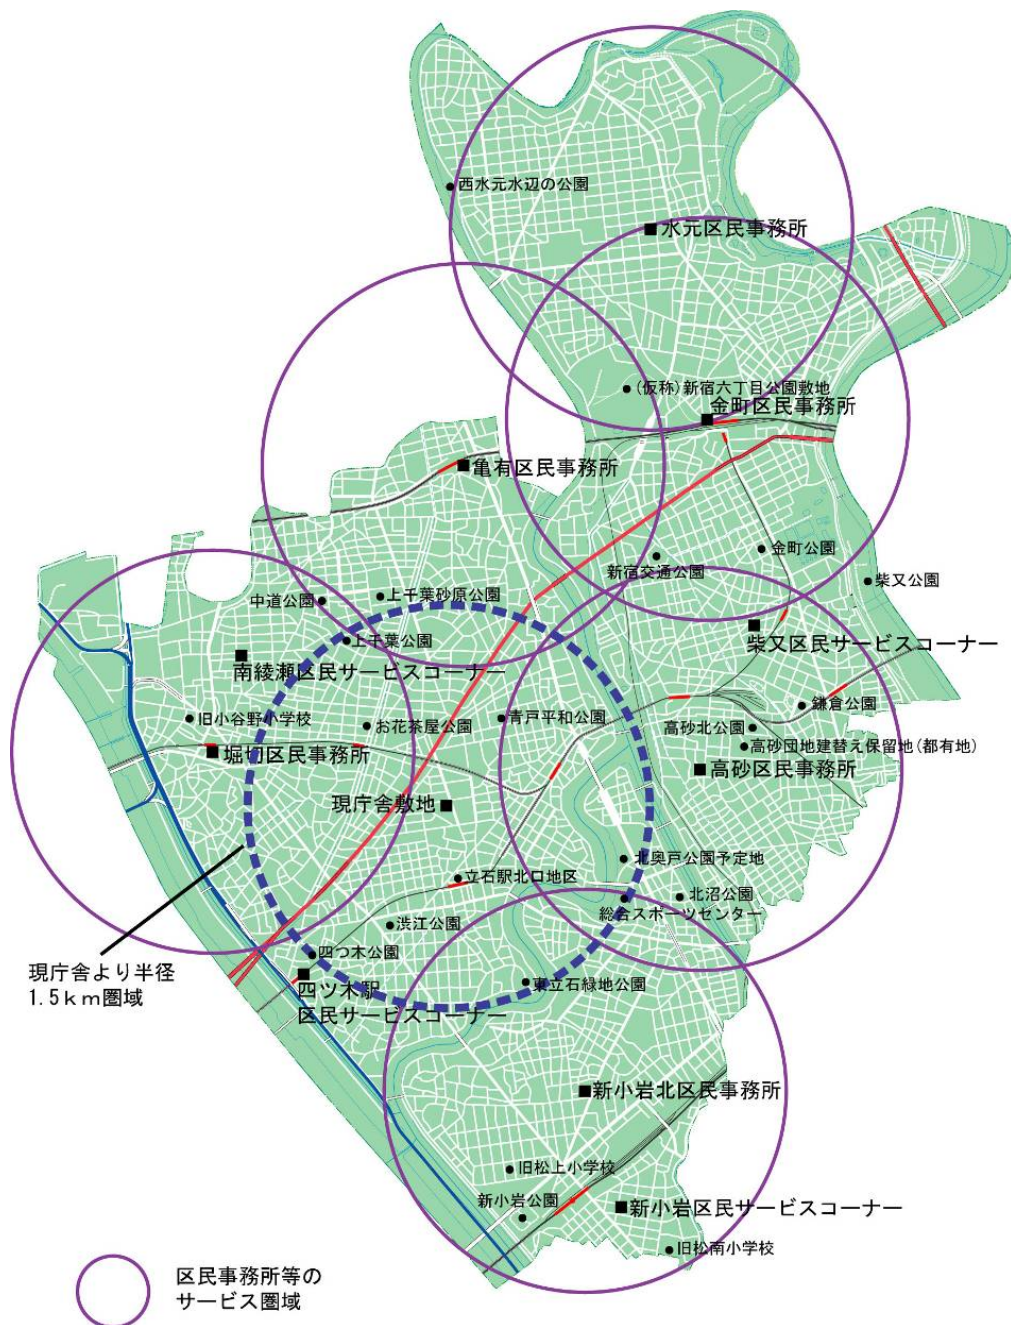 西水元水辺の公園
水元区民事務所
(仮称)新宿六丁目公園敷地
金町区民事務所
亀有区民事務所
金町公園
新宿交通公園
柴又公園
上千葉砂原公園
中道公園
上千葉公園
柴又区民サービスコーナー
南綾瀬区民サービスコーナー
鎌倉公園
旧小谷野小学校
お花茶屋公園
青戸平和公園
高砂北公園
高砂団地建替え保留地(都有地)
堀切区民事務所
高砂区民事務所
現庁舎敷地
北奥戸公園予定地
立石駅北口地区
北沼公園
総合スポーツセンター
渋江公園
四つ木公園
現庁舎より半径
1.5km圏域
四ツ木駅
区民サービスコーナー
東立石緑地公園
新小岩北区民事務所
旧松上小学校
新小岩公園
新小岩区民サービスコーナー
旧松南小学校
区民事務所等の
サービス圏域